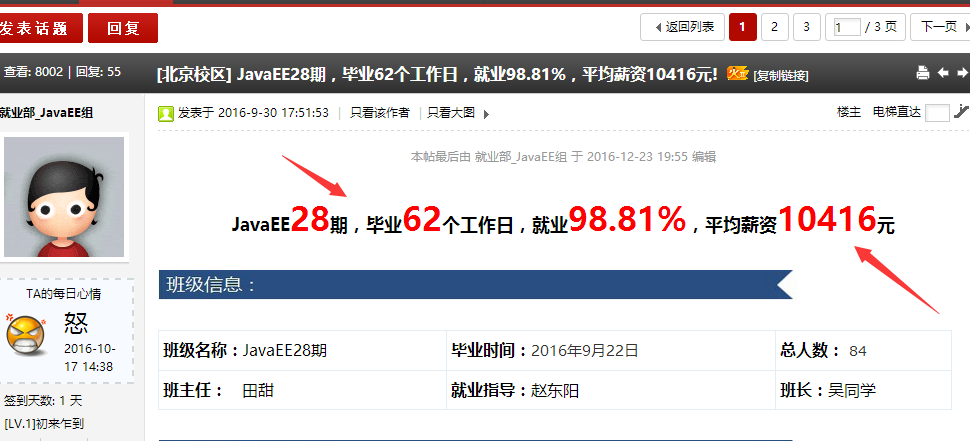 发表话题 回复 返回列表 1 2 3 1 / 3 页 下一页
查看: 8002 | 回复: 55
[北京校区] JavaEE28期，毕业62个工作日，就业98.81%，平均薪资10416元! [复制链接]
就业部_JavaEE组
发表于 2016-9-30 17:51:53 | 只看该作者 | 只看大图
楼主 电梯直达
本帖最后由 就业部_JavaEE组 于 2016-12-23 19:55 编辑
JavaEE28期，毕业62个工作日，就业98.81%，平均薪资10416元
班级信息：
班级名称：JavaEE28期 毕业时间：2016年9月22日 总人数： 84
班主任： 田甜 就业指导：赵东阳 班长：吴同学
TA的每日心情
怒
2016-10-
17 14:38
签到天数: 1 天
[LV.1]初来乍到